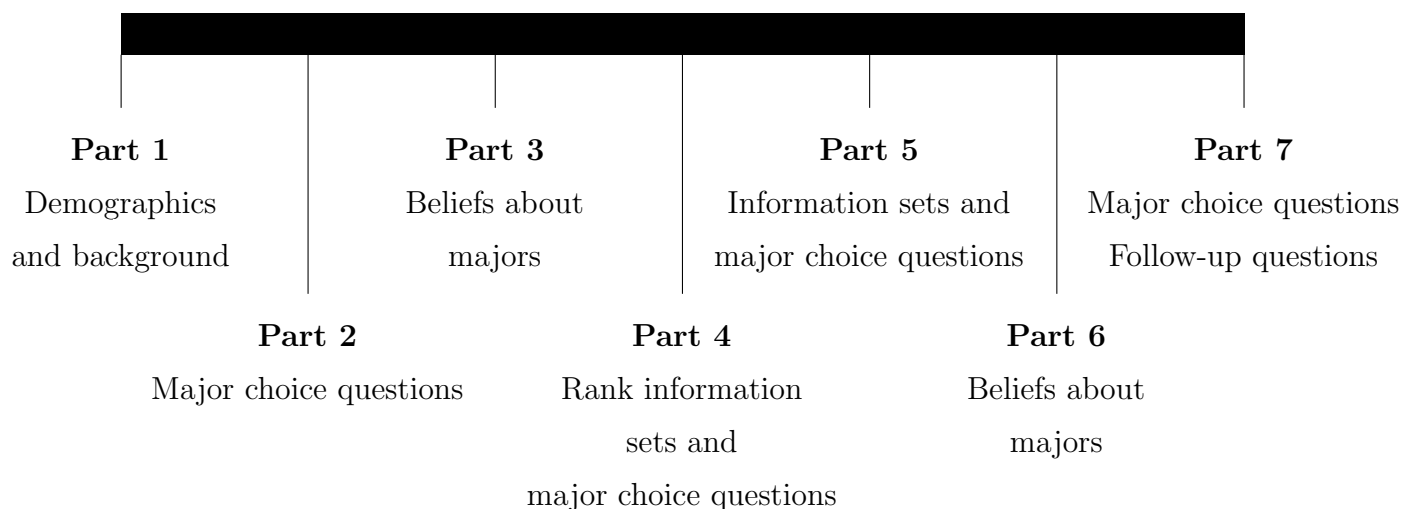 Part 1
Demographics
and background
Part 2
Major choice questions
Part 3
Beliefs about
majors
Part 4
Rank information
sets and
major choice questions
Part 5
Information sets and
major choice questions
Part 6
Beliefs about
majors
Part 7
Major choice questions
Follow-up questions